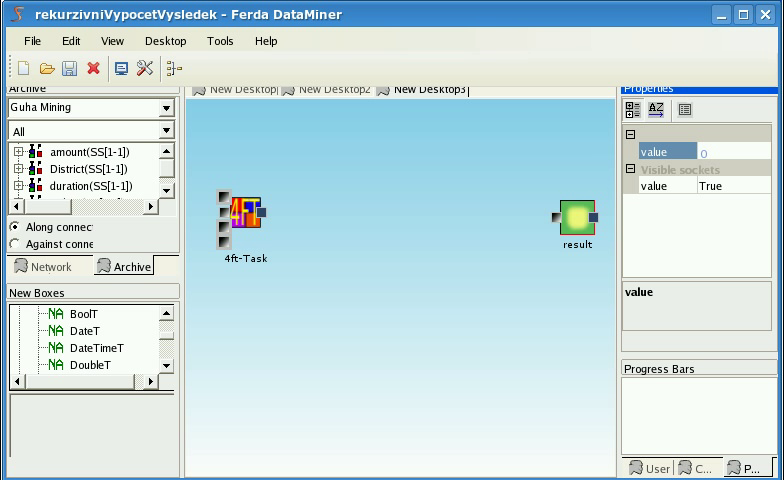 rekurzivniVypocetVysledek - Ferda DataMiner
File Edit View Desktop Tools Help
Archive
Guha Mining
All
amount(SS[1-1])
District(SS[1-1])
duration(SS[1-1])
Along connec
Against conne
Network Archive
New Boxes
BoolT
DateT
DateTimeT
DoubleT
New Desktop New Desktop2 New Desktop3
4FT
4ft-Task
result
Properties
AZ
value 0
Visible sockets
value True
value
Progress Bars
User C... P...